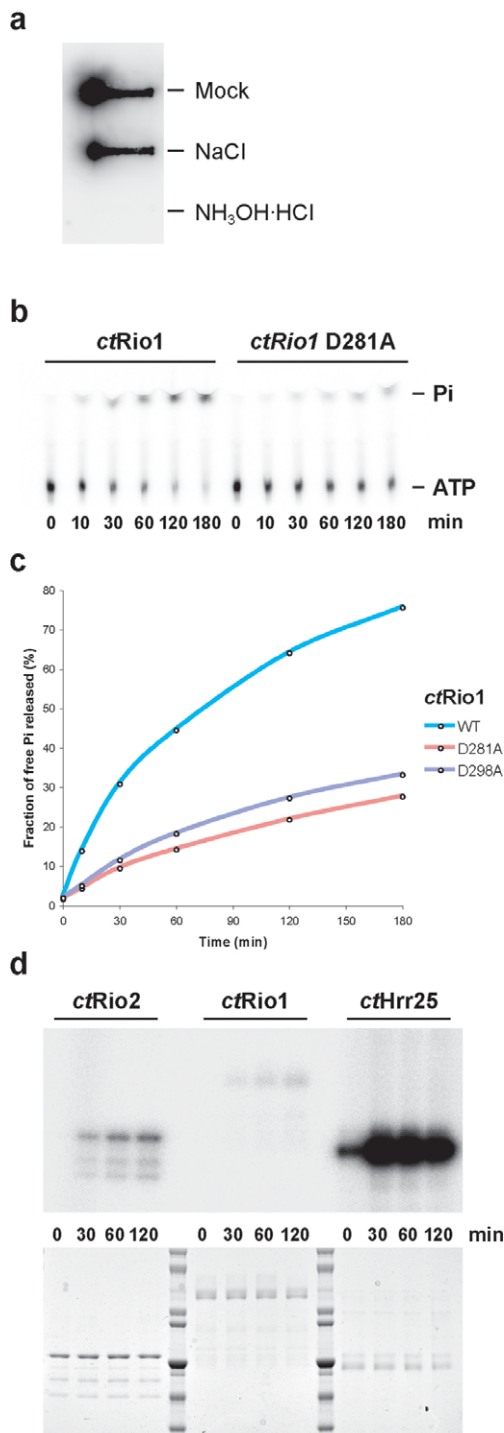 a
Mock
NaCl
NH3OH·HCl
b
ctRio1 ctRio1 D281A
Pi
ATP
0 10 30 60 120 180 0 10 30 60 120 180 min
c
80
70
60
50
40
30
20
10
0
Fraction of free Pi released (%)
0 30 60 90 120 150 180
Time (min)
ctRio1
WT
D281A
D298A
d
ctRio2 ctRio1 ctHrr25
0 30 60 120 0 30 60 120 0 30 60 120 min